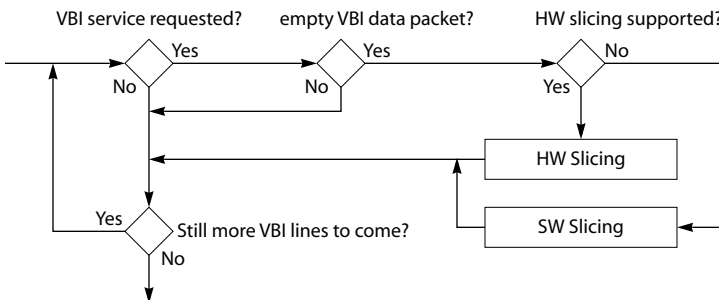 VBI service requested?
empty VBI data packet?
HW slicing supported?
Yes
Yes
No
No
No
Yes
HW Slicing
Yes
Still more VBI lines to come?
SW Slicing
No